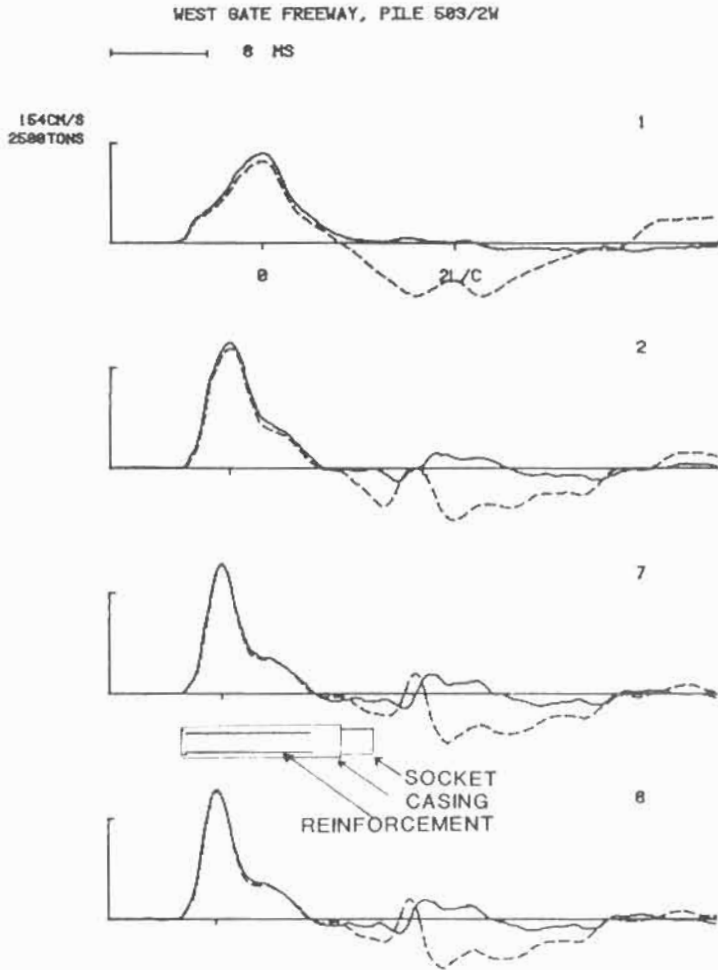 WEST GATE FREEWAY, PILE 503/2W
8 MS
154CM/S
2500TONS
1
0
2L/C
2
7
SOCKET
CASING
REINFORCEMENT
8